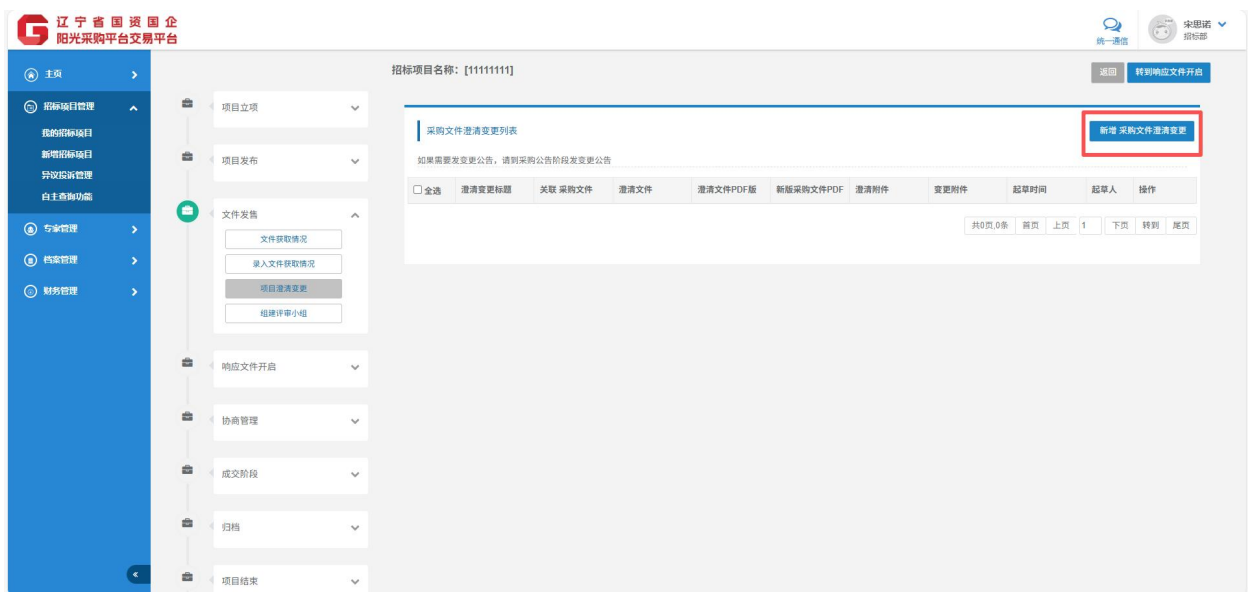 辽宁省国资国企
阳光采购平台交易平台
统一通信
宋思诺
招标部
主页
招标项目管理
我的招标项目
新增招标项目
异议投诉管理
自主查询功能
专家管理
档案管理
财务管理
项目立项
项目发布
文件发售
文件获取情况
录入文件获取情况
项目澄清变更
组建评审小组
响应文件开启
协商管理
成交阶段
归档
项目结束
招标项目名称：[11111111]
返回 转到响应文件开启
采购文件澄清变更列表
新增 采购文件澄清变更
如果需要发变更公告，请到采购公告阶段发变更公告
全选 澄清变更标题 关联 采购文件 澄清文件 澄清文件PDF版 新版采购文件PDF 澄清附件 变更附件 起草时间 起草人 操作
共0页,0条 首页 上页 1 下页 转到 尾页